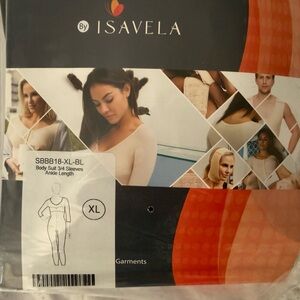 By ISAVELA
SBBB18-XL-BL
Body Suit 3/4 Sleeves
Ankle Length
XL
Garments